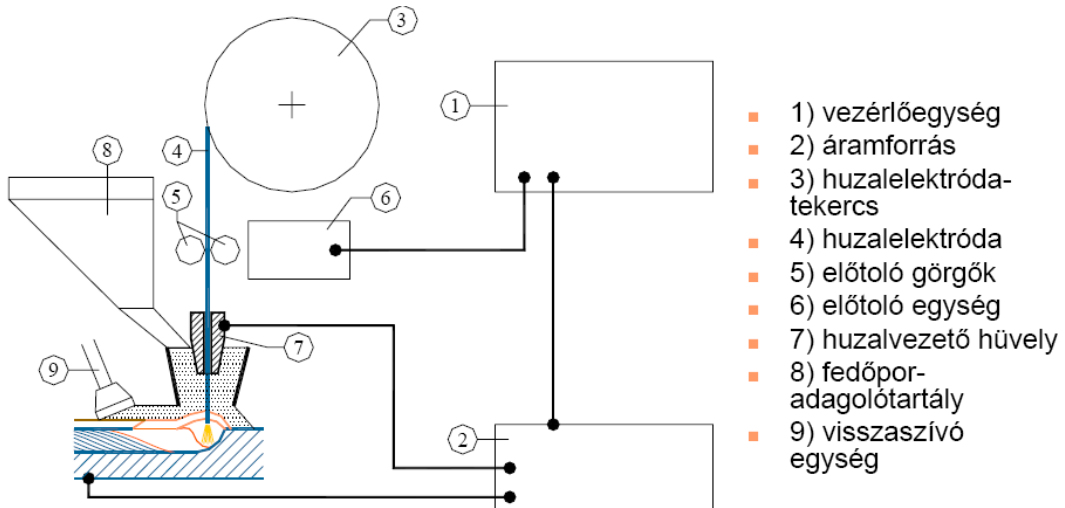 3
1
8
4
5
6
7
9
2
1) vezérlőegység
2) áramforrás
3) huzalelektróda-
tekercs
4) huzalelektróda
5) előtoló görgők
6) előtoló egység
7) huzalvezető hüvely
8) fedőpor-
adagolótartály
9) visszaszívó
egység